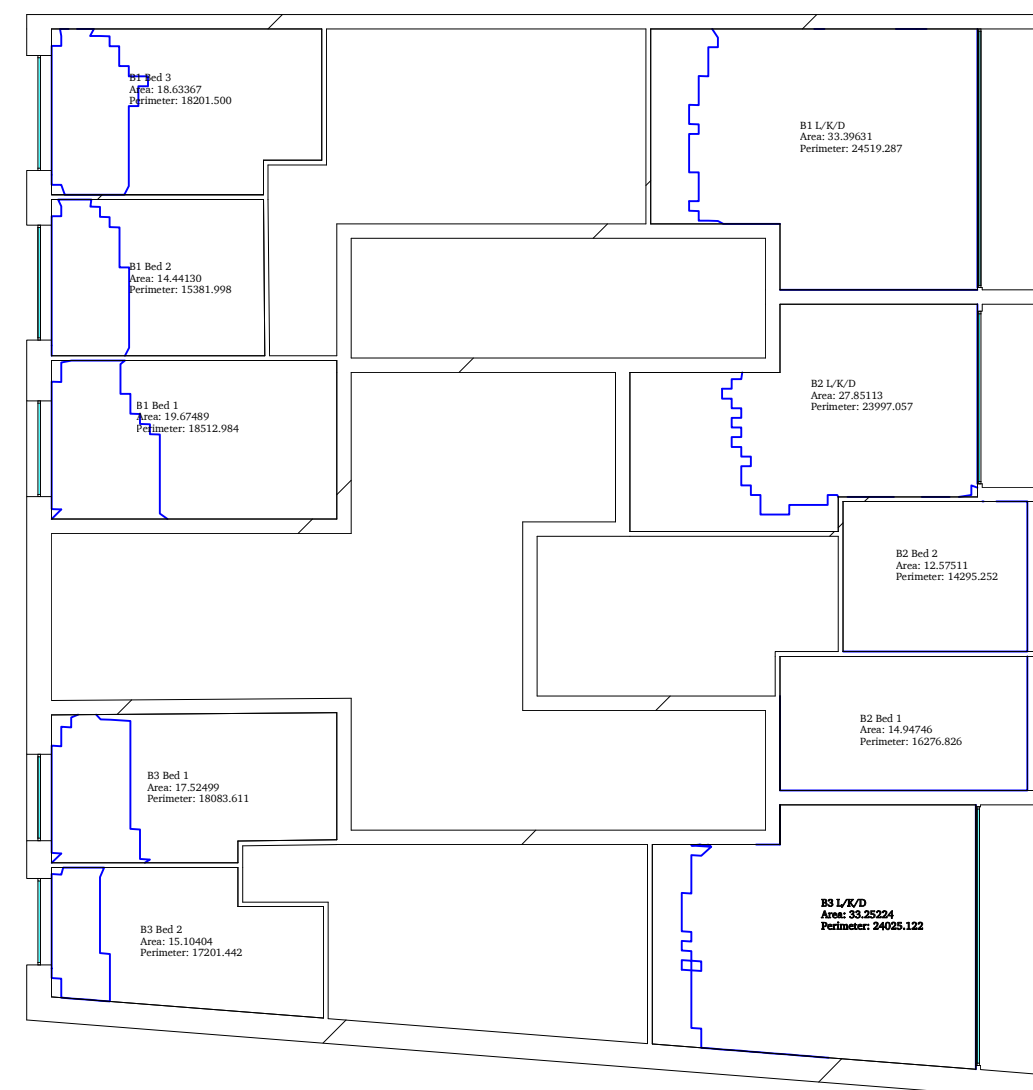 B1 Bed 3
Area: 18.63367
Perimeter: 18201.500
B1 L/K/D
Area: 33.39631
Perimeter: 24519.287
B1 Bed 2
Area: 14.44130
Perimeter: 15381.998
B1 Bed 1
Area: 19.67489
Perimeter: 18512.984
B2 L/K/D
Area: 27.85113
Perimeter: 23997.057
B2 Bed 2
Area: 12.57511
Perimeter: 14295.252
B2 Bed 1
Area: 14.94746
Perimeter: 16276.826
B3 Bed 1
Area: 17.52499
Perimeter: 18083.611
B3 Bed 2
Area: 15.10404
Perimeter: 17201.442
B3 L/K/D
Area: 33.25224
Perimeter: 24025.122